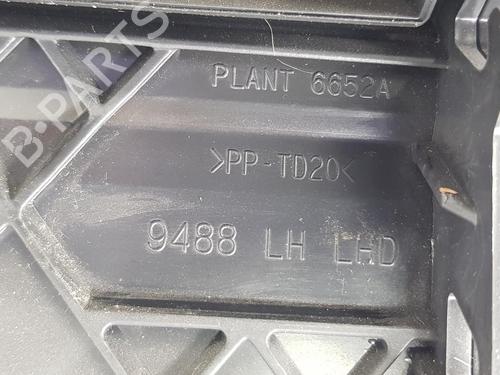 B-PARTS
PLANT 6652A
>PP-TD20<
9488 LH LHD